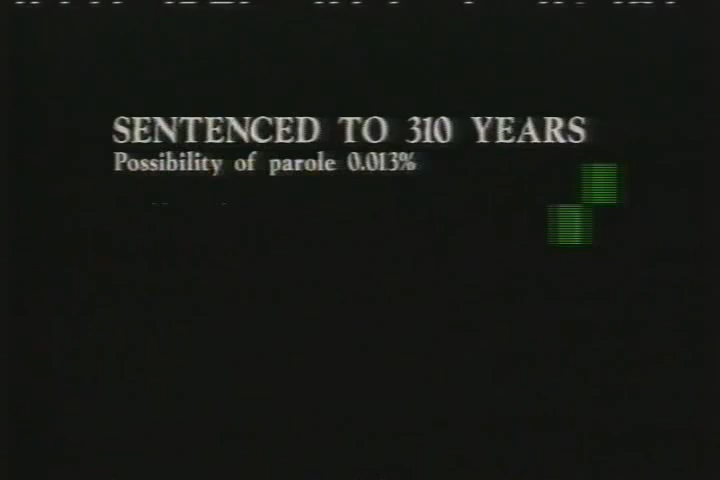 SENTENCED TO 310 YEARS
Possibility of parole 0.013%